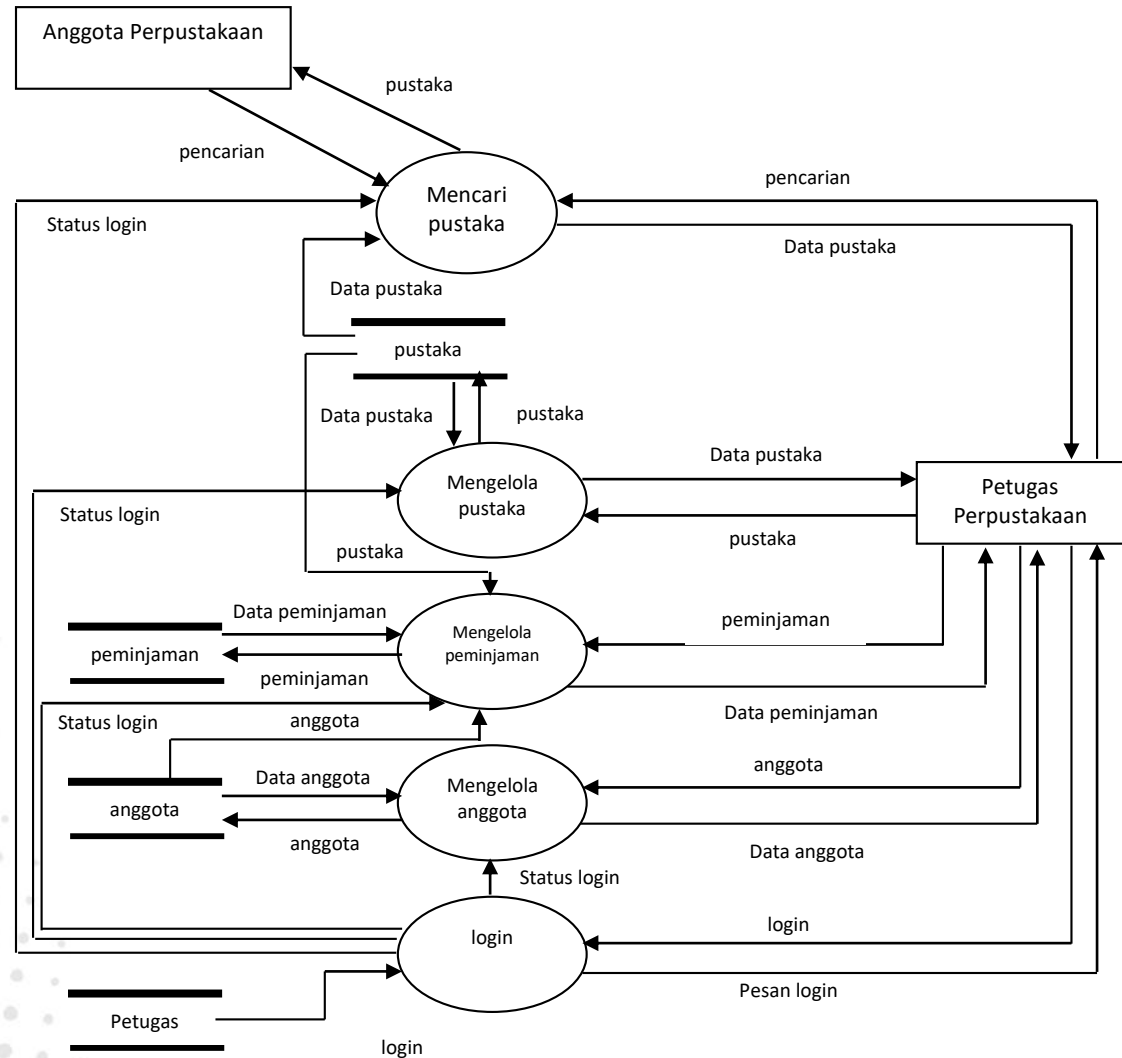 Anggota Perpustakaan
pustaka
pencarian
Mencari
pustaka
pencarian
Status login
Data pustaka
Data pustaka
pustaka
Data pustaka
pustaka
Mengelola
pustaka
Data pustaka
Petugas
Perpustakaan
Status login
pustaka
pustaka
Data peminjaman
peminjaman
Mengelola
peminjaman
peminjaman
peminjaman
Status login
anggota
Data peminjaman
Data anggota
anggota
Mengelola
anggota
anggota
anggota
Data anggota
Status login
login
login
Pesan login
Petugas
login